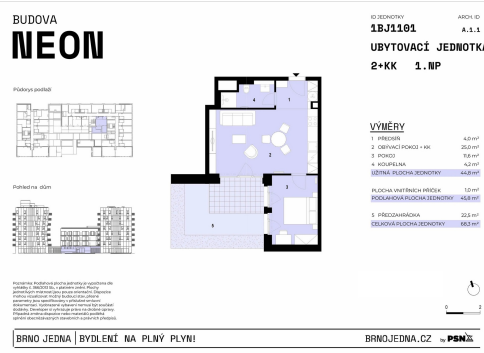 BUDOVA
NEON
Půdorys podlaží
Pohled na dům
ID JEDNOTKY ARCH. ID
1BJ1101 A.1.1
UBYTOVACÍ JEDNOTKA
2+KK 1.NP
VÝMĚRY
1 PŘEDSÍŇ 4,0 m²
2 OBÝVACÍ POKOJ + KK 25,0 m²
3 POKOJ 11,6 m²
4 KOUPELNA 4,2 m²
UŽITNÁ PLOCHA JEDNOTKY 44,8 m²
PLOCHA VNITŘNÍCH PŘÍČEK 1,0 m²
PODLAHOVÁ PLOCHA JEDNOTKY 45,8 m²
5 PŘEDZAHRÁDKA 22,5 m²
CELKOVÁ PLOCHA JEDNOTKY 68,3 m²
1
2
3
4
5
0 2
BRNO JEDNA BYDLENÍ NA PLNÝ PLYN!
BRNOJEDNA.CZ by PSN